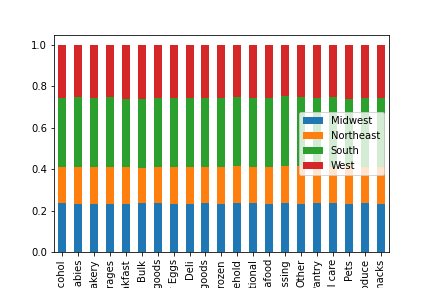 1.0
0.8
0.6
0.4
0.2
0.0
Midwest
Northeast
South
West
cohol
abies
akery
rages
kfast
Bulk
goods
Eggs
Deli
goods
rozen
ehold
tional
afood
ssing
Other
antry
l care
Pets
oduce
nacks